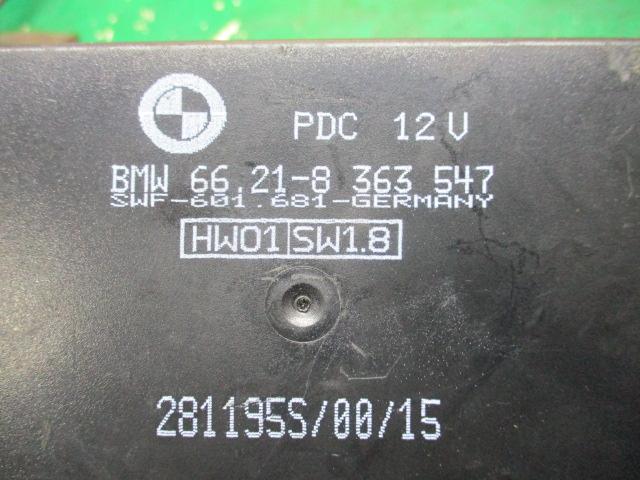 PDC 12V
BMW 66.21-8 363 547
SWF-601.681-GERMANY
HW01 SW1.8
281195S/00/15